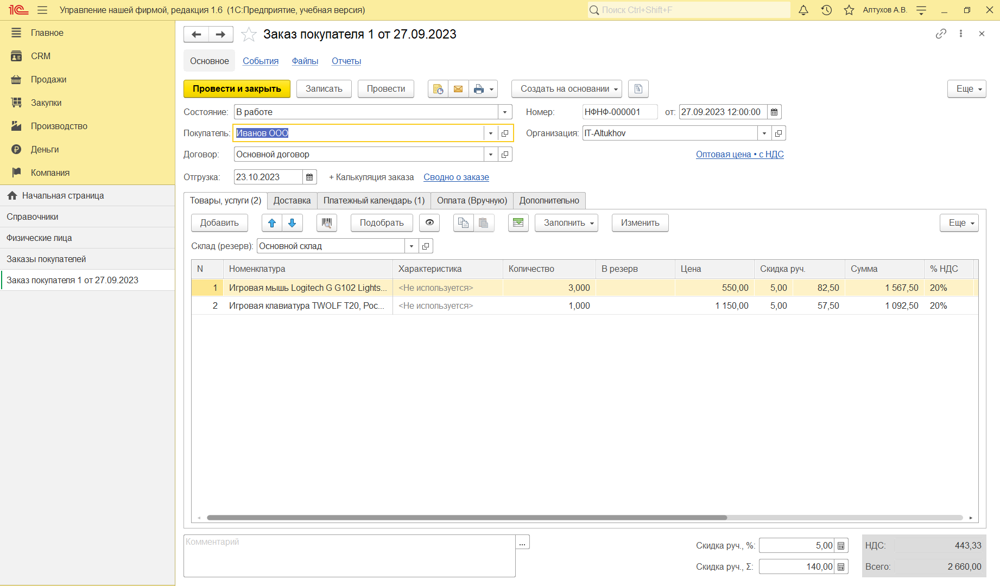 1С Управление нашей фирмой, редакция 1.6 (1С:Предприятие, учебная версия) Поиск Ctrl+Shift+F Алтухов А.В.
Главное
CRM
Продажи
Закупки
Производство
Деньги
Компания
Начальная страница
Справочники
Физические лица
Заказы покупателей
Заказ покупателя 1 от 27.09.2023
Заказ покупателя 1 от 27.09.2023
Основное События Файлы Отчеты
Провести и закрыть Записать Провести Создать на основании Еще
Состояние: В работе Номер: НФНФ-000001 от: 27.09.2023 12:00:00
Покупатель: Иванов ООО Организация: IT-Altukhov
Договор: Основной договор Оптовая цена • с НДС
Отгрузка: 23.10.2023 + Калькуляция заказа Сводно о заказе
Товары, услуги (2) Доставка Платежный календарь (1) Оплата (Вручную) Дополнительно
Добавить Подобрать Заполнить Изменить Еще
Склад (резерв): Основной склад
N Номенклатура Характеристика Количество В резерв Цена Скидка руч. Сумма % НДС
1 Игровая мышь Logitech G G102 Lights... <Не используется> 3,000 550,00 5,00 82,50 1 567,50 20%
2 Игровая клавиатура TWOLF T20, Рос... <Не используется> 1,000 1 150,00 5,00 57,50 1 092,50 20%
Комментарий ...
Скидка руч., %: 5,00 НДС: 443,33
Скидка руч., Σ: 140,00 Всего: 2 660,00